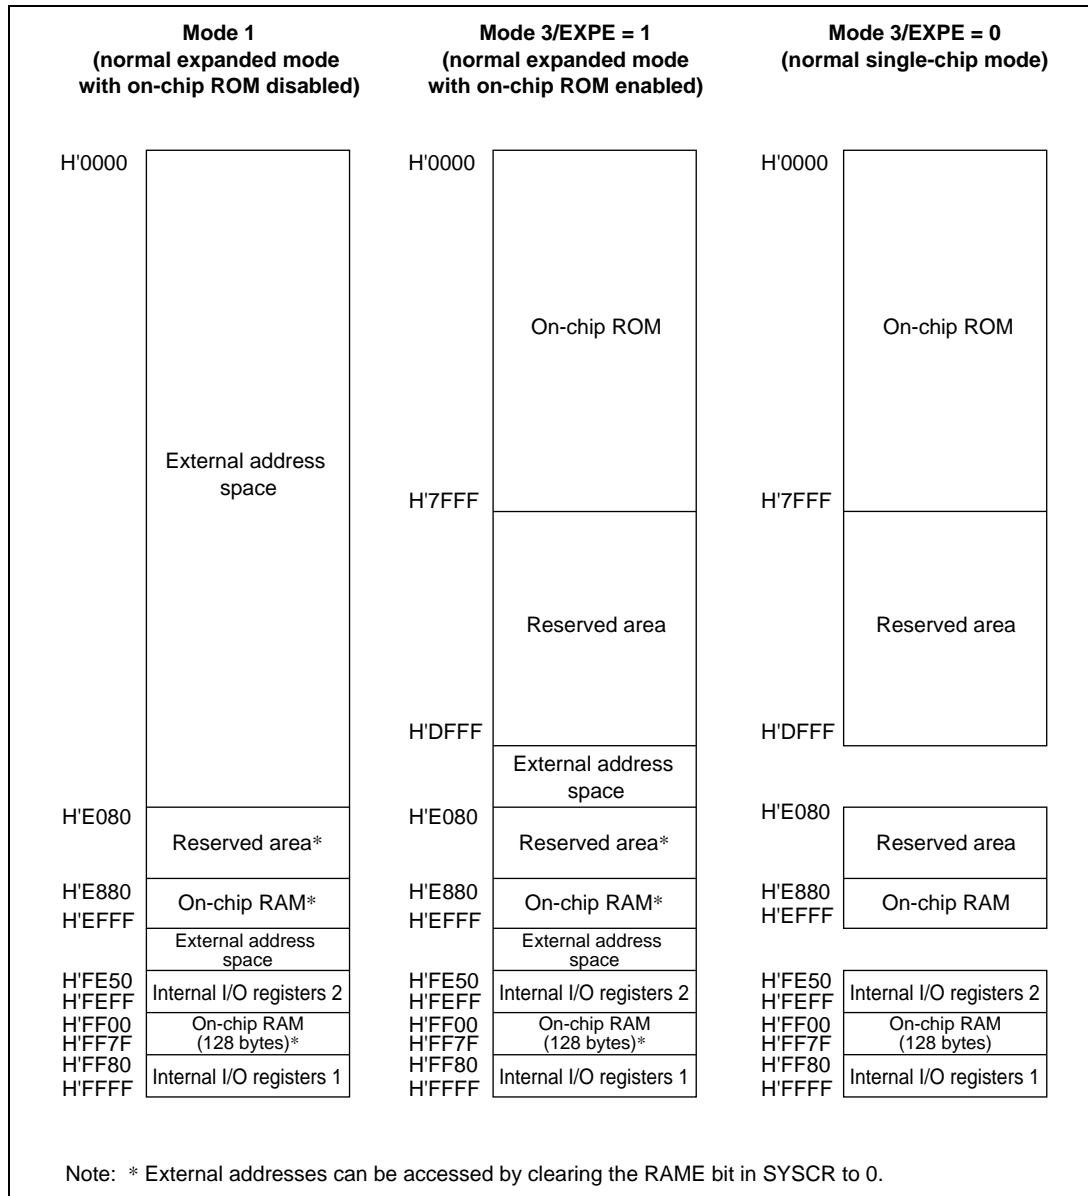 Mode 1
(normal expanded mode
with on-chip ROM disabled)
H'0000
External address
space
H'E080
Reserved area*
H'E880
On-chip RAM*
H'EFFF
External address
space
H'FE50
Internal I/O registers 2
H'FEFF
H'FF00
On-chip RAM
(128 bytes)*
H'FF7F
H'FF80
Internal I/O registers 1
H'FFFF
Mode 3/EXPE = 1
(normal expanded mode
with on-chip ROM enabled)
H'0000
On-chip ROM
H'7FFF
Reserved area
H'DFFF
External address
space
H'E080
Reserved area*
H'E880
On-chip RAM*
H'EFFF
External address
space
H'FE50
Internal I/O registers 2
H'FEFF
H'FF00
On-chip RAM
(128 bytes)*
H'FF7F
H'FF80
Internal I/O registers 1
H'FFFF
Mode 3/EXPE = 0
(normal single-chip mode)
H'0000
On-chip ROM
H'7FFF
Reserved area
H'DFFF
H'E080
Reserved area
H'E880
On-chip RAM
H'EFFF
H'FE50
Internal I/O registers 2
H'FEFF
H'FF00
On-chip RAM
(128 bytes)
H'FF7F
H'FF80
Internal I/O registers 1
H'FFFF
Note: * External addresses can be accessed by clearing the RAME bit in SYSCR to 0.